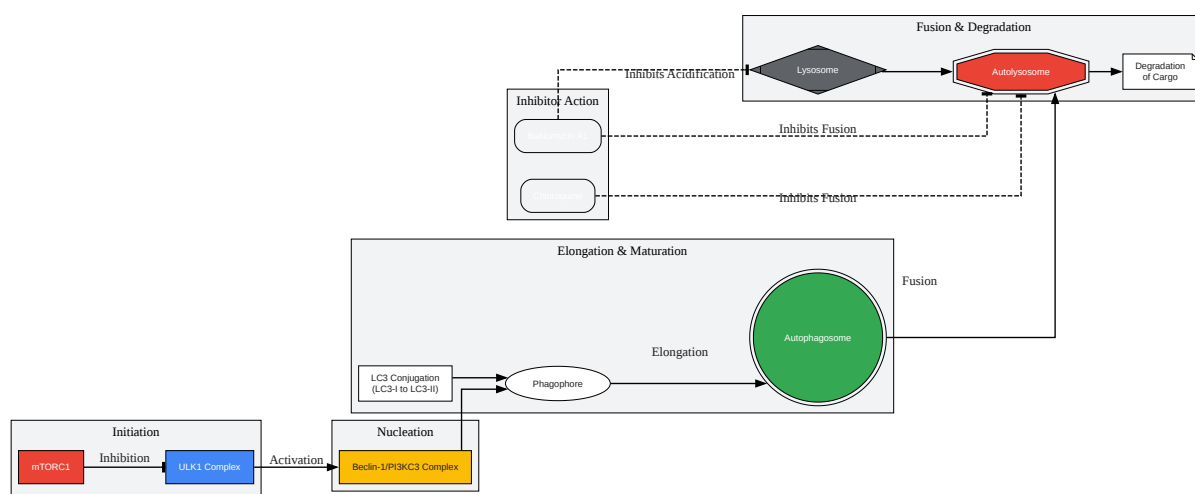 Fusion & Degradation
Lysosome
Autolysosome
Degradation
of Cargo
Inhibits Acidification
Inhibitor Action
Bafilomycin A1
Inhibits Fusion
Inhibits Fusion
Elongation & Maturation
Fusion
Autophagosome
Elongation
LC3 Conjugation
(LC3-I to LC3-II)
Phagophore
Initiation
Nucleation
mTORC1
Inhibition
ULK1 Complex
Activation
Beclin-1/PI3KC3 Complex